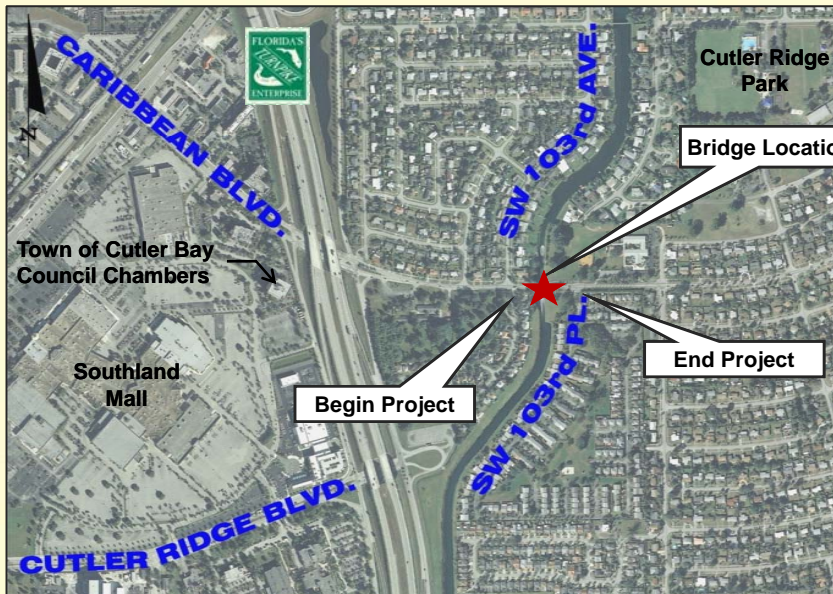 CARIBBEAN BLVD.
FLORIDA'S
TURNPIKE
ENTERPRISE
SW 103rd AVE.
Cutler Ridge
Park
N
Bridge Locatio
Town of Cutler Bay
Council Chambers
Southland
Mall
Begin Project
SW 103rd PL.
End Project
CUTLER RIDGE BLVD.